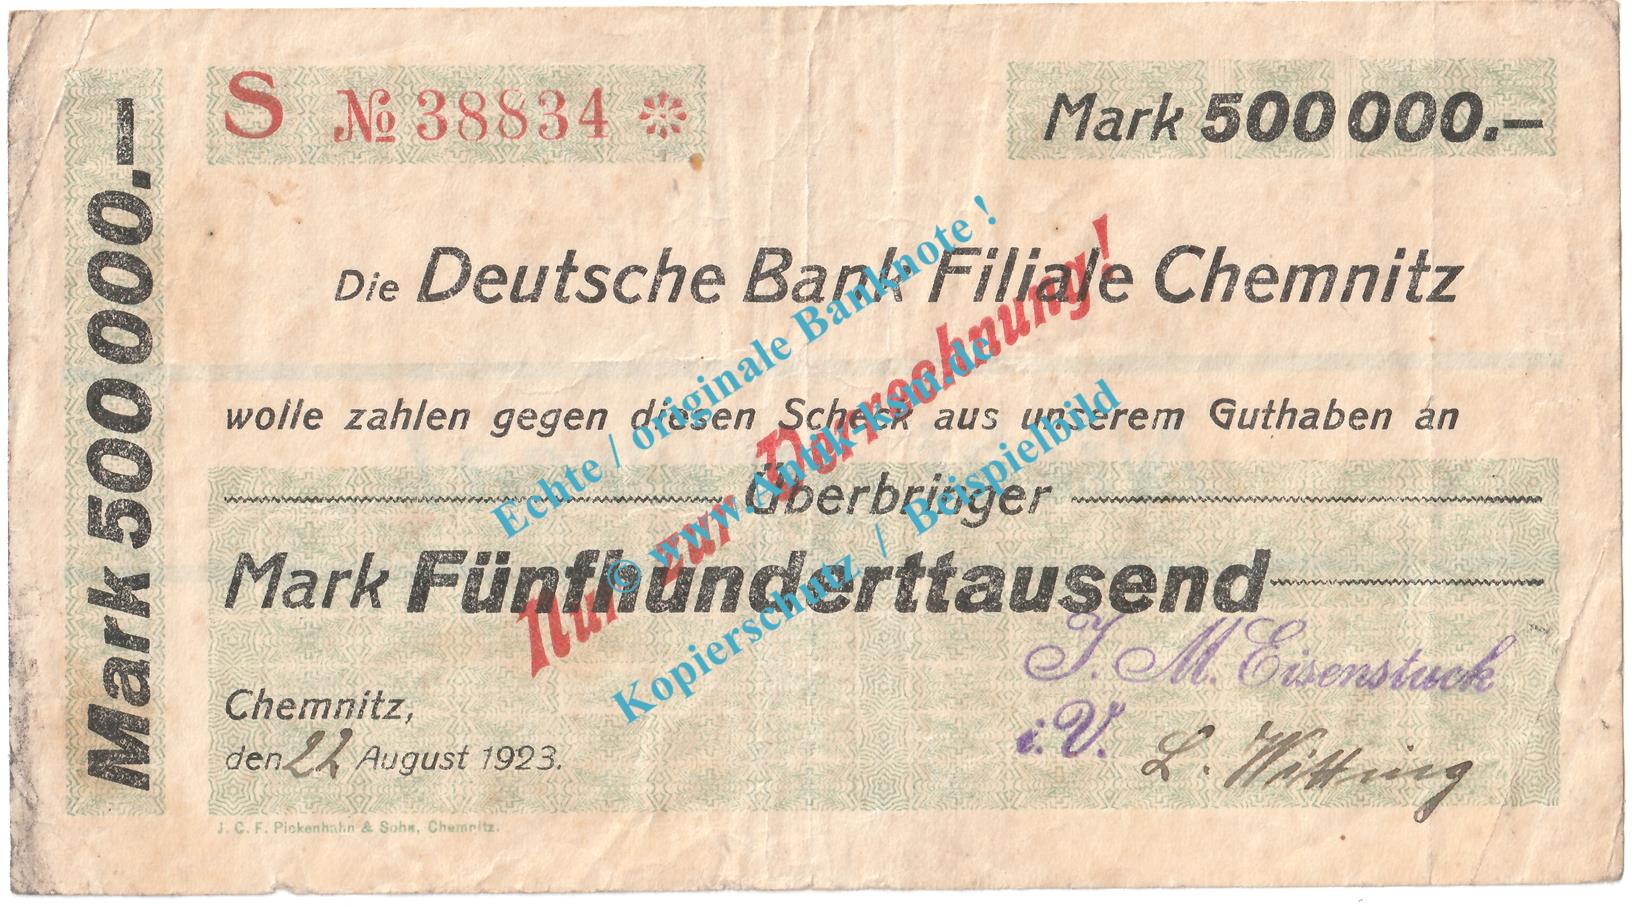 S № 38834 *
Mark 500 000.—
Mark 500 000.—
Die Deutsche Bank Filiale Chemnitz
wolle zahlen gegen diesen Scheck aus unserem Guthaben an
Überbringer
Mark Fünfhunderttausend
Nur zur Verrechnung!
J. M. Eisenstuck
i. V. L. Witting
Chemnitz,
den 22 August 1923.
J. C. F. Pickenhahn & Sohn, Chemnitz.
Echte / originale Banknote !
© www.Antik-ksu.de
Kopierschutz / Beispielbild